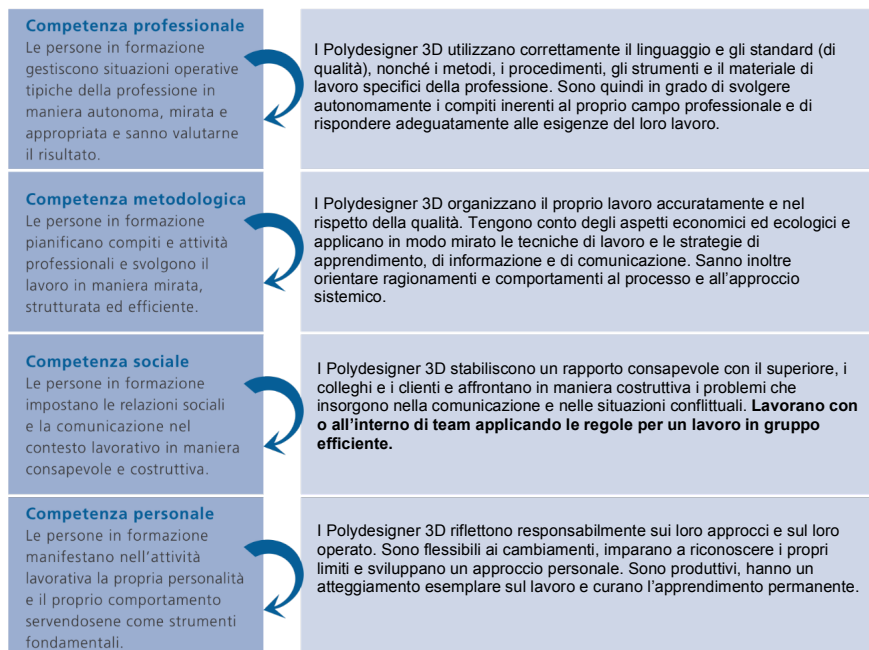 Competenza professionale
Le persone in formazione
gestiscono situazioni operative
tipiche della professione in
maniera autonoma, mirata e
appropriata e sanno valutarne
il risultato.
I Polydesigner 3D utilizzano correttamente il linguaggio e gli standard (di
qualità), nonché i metodi, i procedimenti, gli strumenti e il materiale di
lavoro specifici della professione. Sono quindi in grado di svolgere
autonomamente i compiti inerenti al proprio campo professionale e di
rispondere adeguatamente alle esigenze del loro lavoro.
Competenza metodologica
Le persone in formazione
pianificano compiti e attività
professionali e svolgono il
lavoro in maniera mirata,
strutturata ed efficiente.
I Polydesigner 3D organizzano il proprio lavoro accuratamente e nel
rispetto della qualità. Tengono conto degli aspetti economici ed ecologici e
applicano in modo mirato le tecniche di lavoro e le strategie di
apprendimento, di informazione e di comunicazione. Sanno inoltre
orientare ragionamenti e comportamenti al processo e all'approccio
sistemico.
Competenza sociale
Le persone in formazione
impostano le relazioni sociali
e la comunicazione nel
contesto lavorativo in maniera
consapevole e costruttiva.
I Polydesigner 3D stabiliscono un rapporto consapevole con il superiore, i
colleghi e i clienti e affrontano in maniera costruttiva i problemi che
insorgono nella comunicazione e nelle situazioni conflittuali. Lavorano con
o all'interno di team applicando le regole per un lavoro in gruppo
efficiente.
Competenza personale
Le persone in formazione
manifestano nell'attività
lavorativa la propria personalità
e il proprio comportamento
servendosene come strumenti
fondamentali.
I Polydesigner 3D riflettono responsabilmente sui loro approcci e sul loro
operato. Sono flessibili ai cambiamenti, imparano a riconoscere i propri
limiti e sviluppano un approccio personale. Sono produttivi, hanno un
atteggiamento esemplare sul lavoro e curano l'apprendimento permanente.